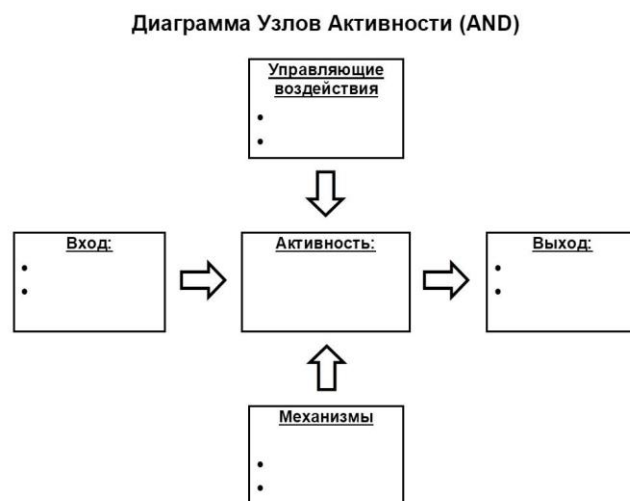 Диаграмма Узлов Активности (AND)
Управляющие
воздействия
•
•
Вход:
•
•
Активность:
Выход:
•
•
Механизмы
•
•